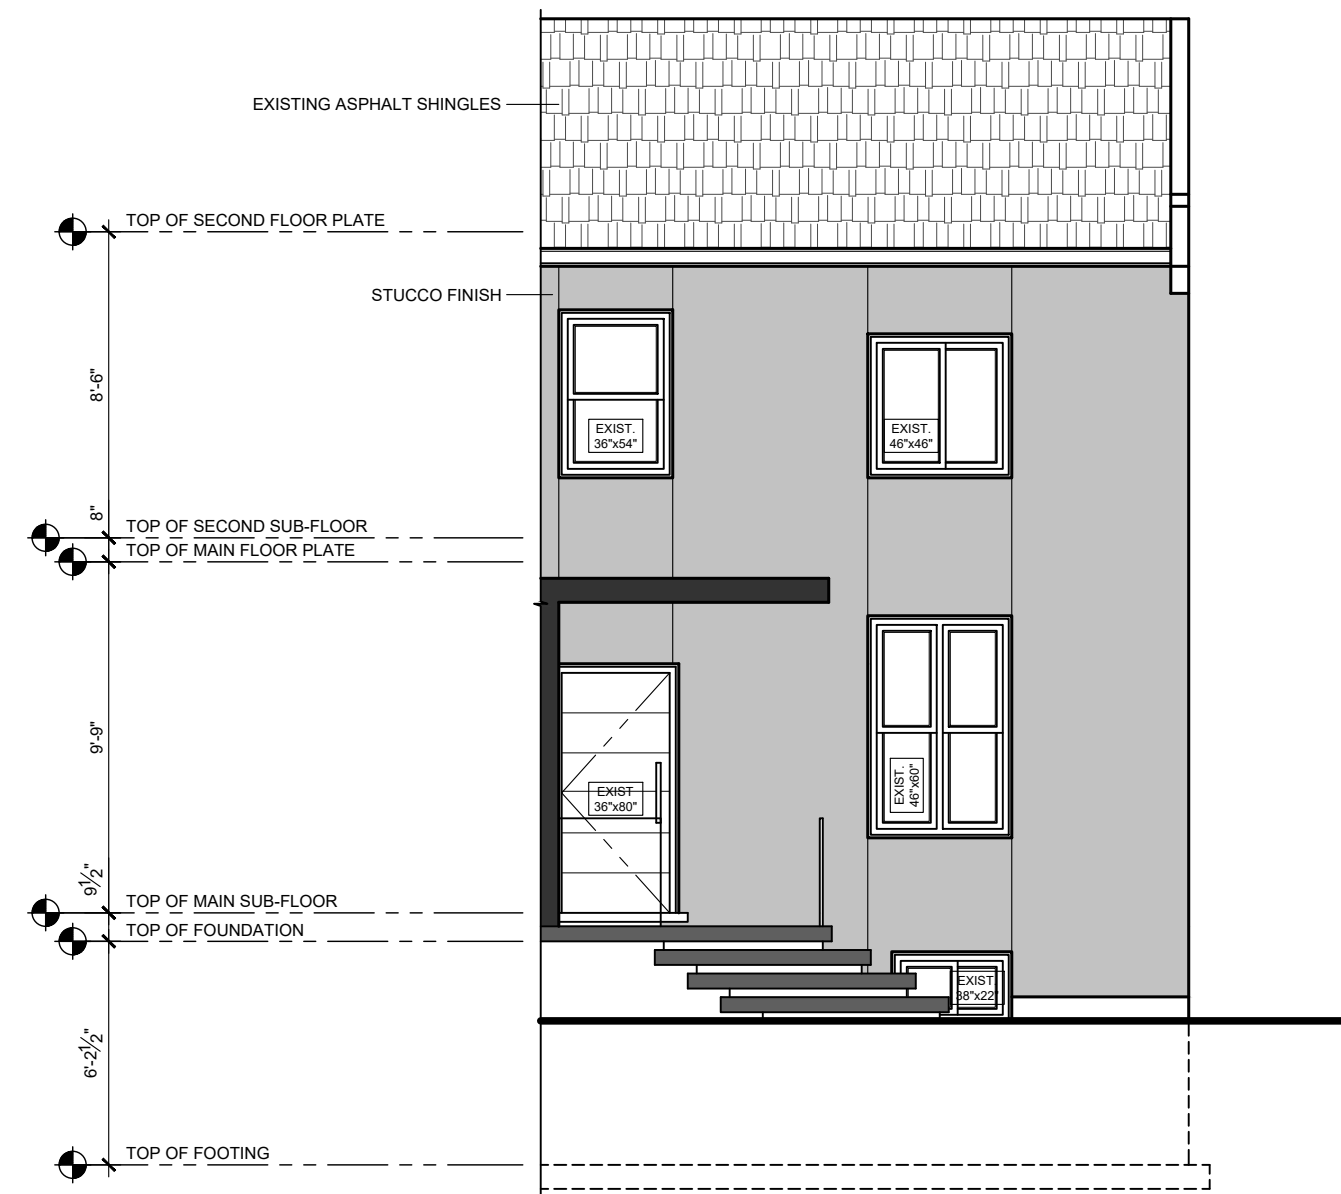 EXISTING ASPHALT SHINGLES
TOP OF SECOND FLOOR PLATE
STUCCO FINISH
8'-6"
EXIST.
36"x54"
EXIST.
46"x46"
8"
TOP OF SECOND SUB-FLOOR
TOP OF MAIN FLOOR PLATE
9'-9"
EXIST
36"x80"
EXIST.
46"x60"
9½"
TOP OF MAIN SUB-FLOOR
TOP OF FOUNDATION
EXIST.
38"x22"
6'-2½"
TOP OF FOOTING